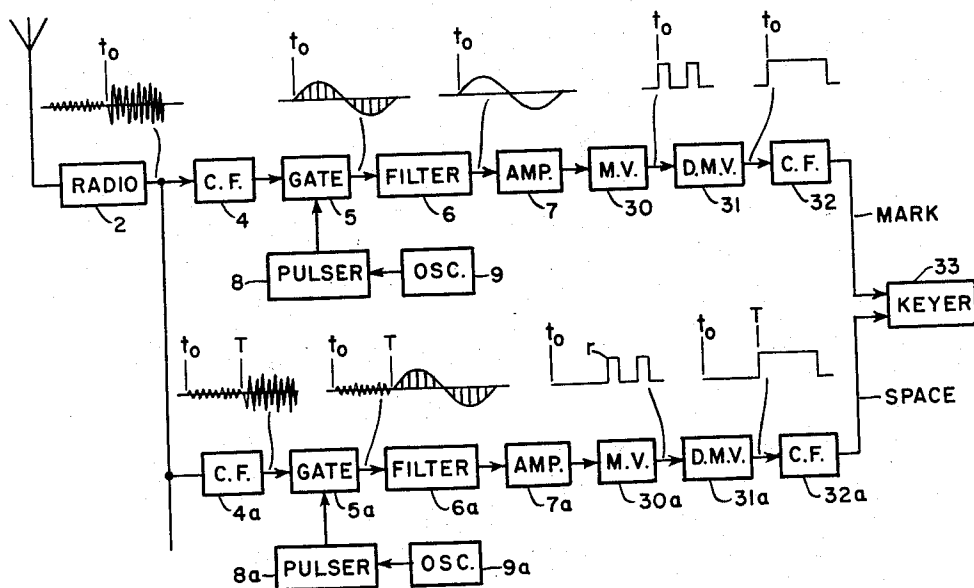 t₀ t₀ t₀ t₀ t₀
RADIO C.F. GATE FILTER AMP. M.V. D.M.V. C.F.
2 4 5 6 7 30 31 32
MARK
8 PULSER OSC. 9
33
KEYER
t₀ T t₀ T t₀ r t₀ T
SPACE
C.F. GATE FILTER AMP. M.V. D.M.V. C.F.
4a 5a 6a 7a 30a 31a 32a
8a PULSER OSC. 9a